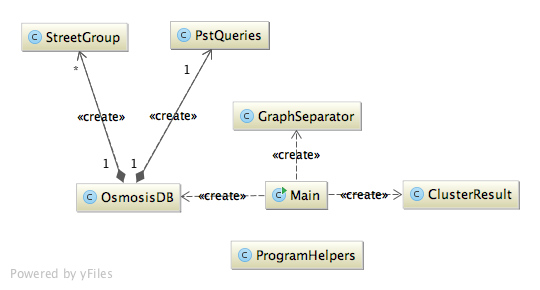 C StreetGroup
C PstQueries
*
1
«create»
«create»
C GraphSeparator
«create»
1
1
C OsmosisDB
«create»
C Main
«create»
C ClusterResult
C ProgramHelpers
Powered by yFiles